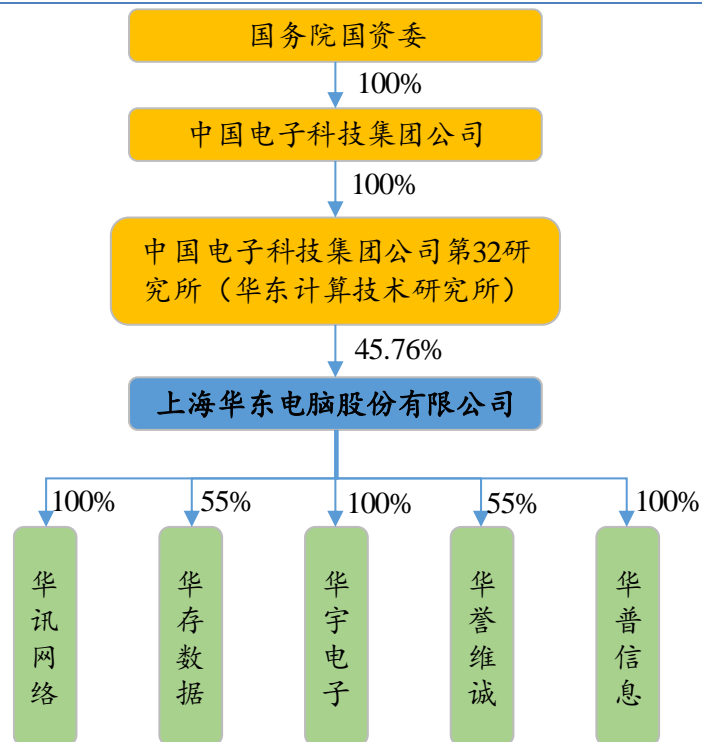 国务院国资委
100%
中国电子科技集团公司
100%
中国电子科技集团公司第32研
究所（华东计算技术研究所）
45.76%
上海华东电脑股份有限公司
100%
55%
100%
55%
100%
华讯网络
华存数据
华宇电子
华誉维诚
华普信息